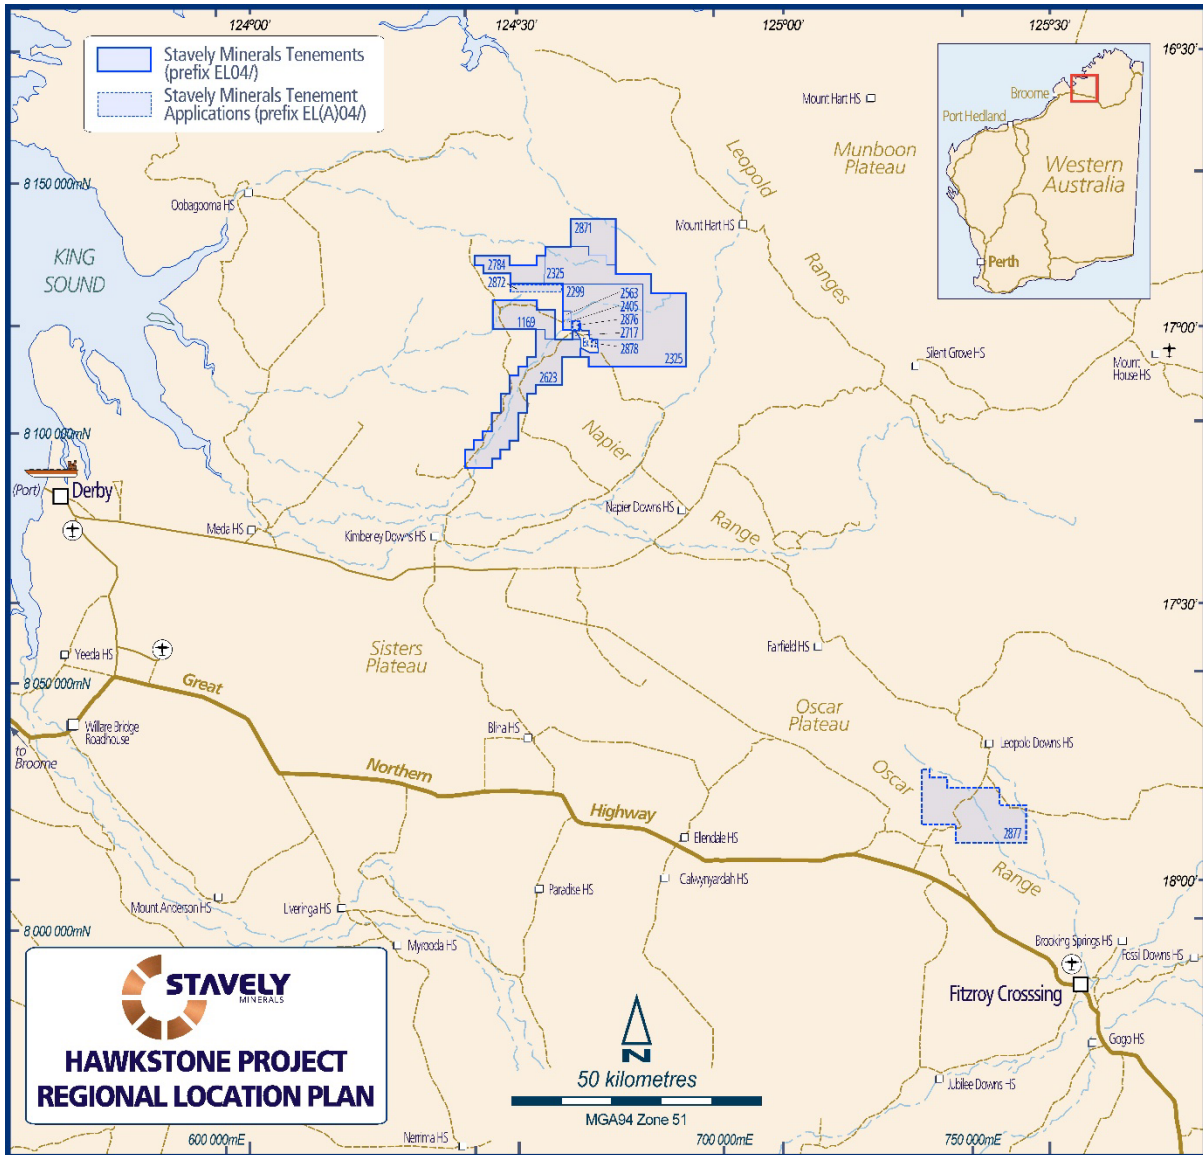 124°00'
124°30'
125°00'
125°30'
16°30'
Stavely Minerals Tenements
(prefix EL04/)
Stavely Minerals Tenement
Applications (prefix EL(A)04/)
Mount Hart HS
Broome
Port Hedland
Western
Australia
Perth
Leopold
Ranges
Munboon
Plateau
8 150 000mN
Oobagooma HS
Mount Hart HS
KING
SOUND
2871
2784
2325
2872
2299
2563
2405
2876
2717
2878
1169
2325
2623
17°00'
Silent Grove HS
Mount
House HS
8 100 000mN
Napier
Range
(Port)
Derby
Meda HS
Kimberley Downs HS
Napier Downs HS
17°30'
Sisters
Plateau
Farfield HS
Yeeda HS
8 050 000mN
Great
Northern
Highway
Willare Bridge
Roadhouse
to
Broome
Blina HS
Oscar
Plateau
Leopold Downs HS
Oscar
Range
2877
Ellendale HS
Calwynyardah HS
18°00'
Mount Anderson HS
Liveringa HS
Paradise HS
8 000 000mN
Myrooda HS
Brooking Springs HS
Fossil Downs HS
Fitzroy Crosssing
Gogo HS
Jubilee Downs HS
STAVELY
MINERALS
HAWKSTONE PROJECT
REGIONAL LOCATION PLAN
N
50 kilometres
MGA94 Zone 51
Nerrima HS
600 000mE
700 000mE
750 000mE